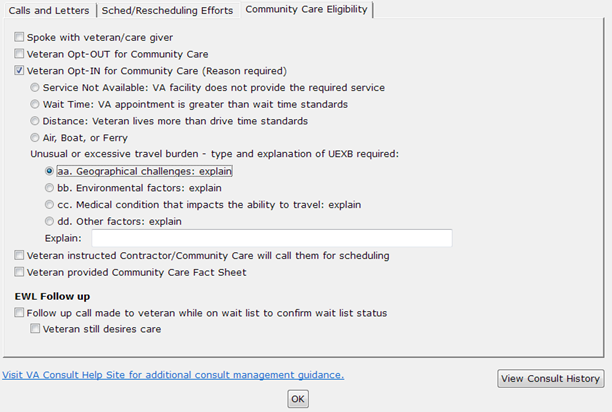 Calls and Letters Sched/Rescheduling Efforts Community Care Eligibility
Spoke with veteran/care giver
Veteran Opt-OUT for Community Care
Veteran Opt-IN for Community Care (Reason required)
Service Not Available: VA facility does not provide the required service
Wait Time: VA appointment is greater than wait time standards
Distance: Veteran lives more than drive time standards
Air, Boat, or Ferry
Unusual or excessive travel burden - type and explanation of UEXB required:
aa. Geographical challenges: explain
bb. Environmental factors: explain
cc. Medical condition that impacts the ability to travel: explain
dd. Other factors: explain
Explain:
Veteran instructed Contractor/Community Care will call them for scheduling
Veteran provided Community Care Fact Sheet
EWL Follow up
Follow up call made to veteran while on wait list to confirm wait list status
Veteran still desires care
Visit VA Consult Help Site for additional consult management guidance.
View Consult History
OK